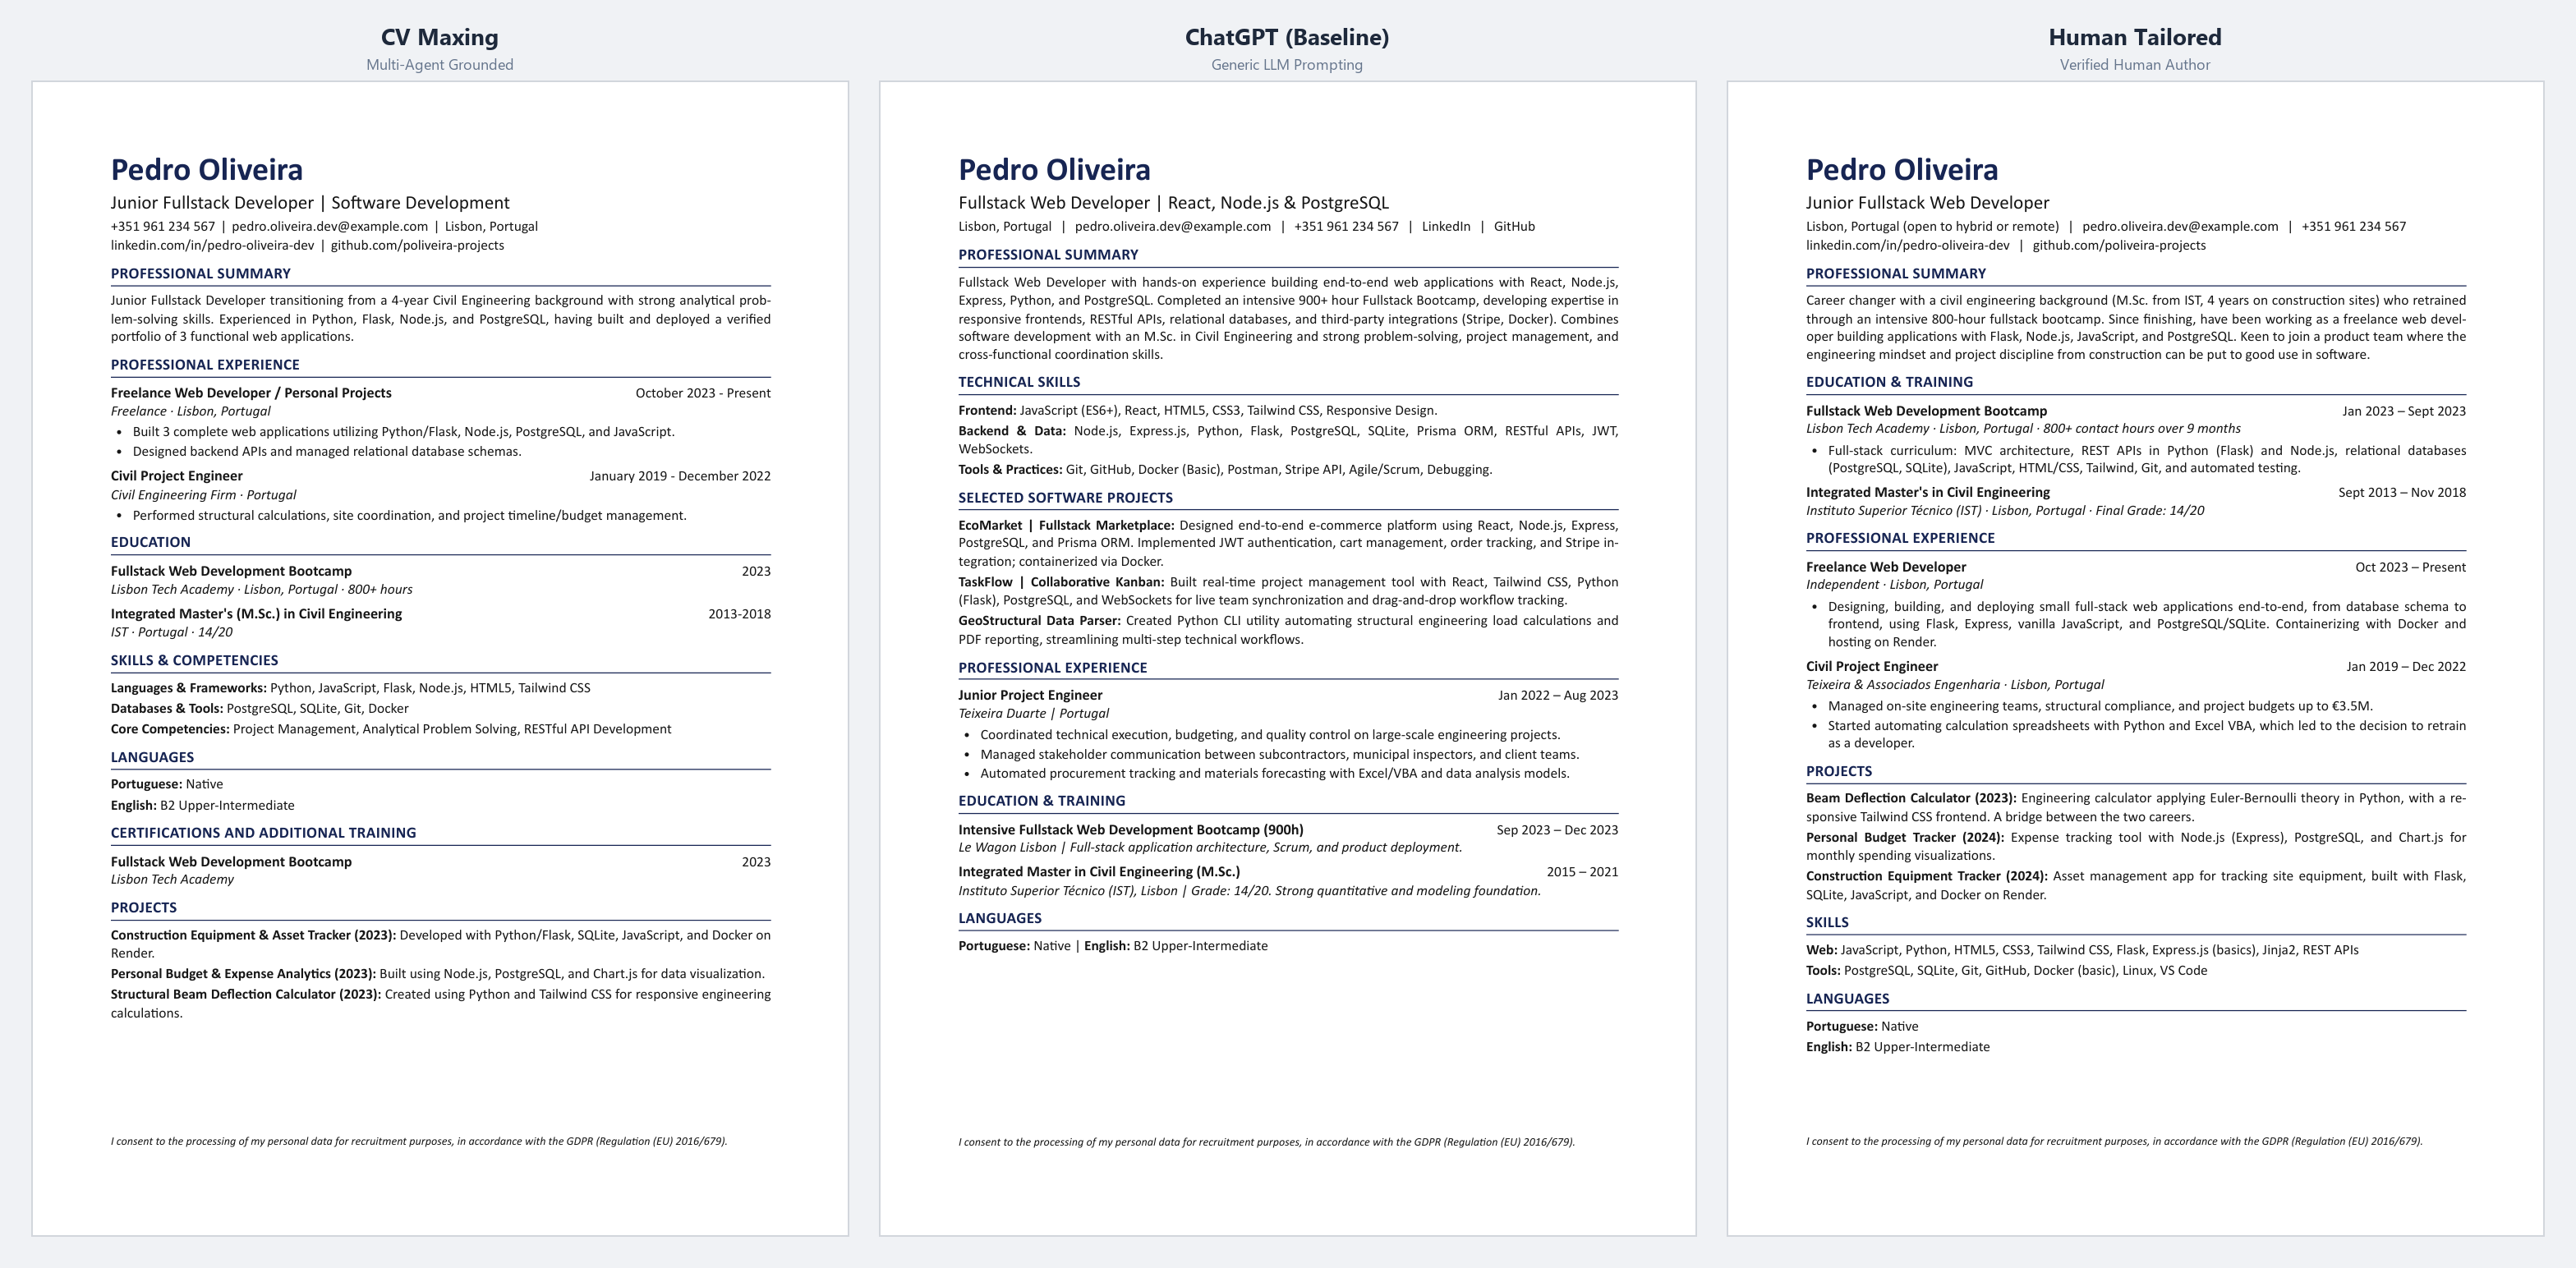 CV Maxing
Multi-Agent Grounded
Pedro Oliveira
Junior Fullstack Developer | Software Development
+351 961 234 567 | pedro.oliveira.dev@example.com | Lisbon, Portugal
linkedin.com/in/pedro-oliveira-dev | github.com/poliveira-projects
PROFESSIONAL SUMMARY
Junior Fullstack Developer transitioning from a 4-year Civil Engineering background with strong analytical prob-
lem-solving skills. Experienced in Python, Flask, Node.js, and PostgreSQL, having built and deployed a verified
portfolio of 3 functional web applications.
PROFESSIONAL EXPERIENCE
Freelance Web Developer / Personal Projects October 2023 - Present
Freelance · Lisbon, Portugal
• Built 3 complete web applications utilizing Python/Flask, Node.js, PostgreSQL, and JavaScript.
• Designed backend APIs and managed relational database schemas.
Civil Project Engineer January 2019 - December 2022
Civil Engineering Firm · Portugal
• Performed structural calculations, site coordination, and project timeline/budget management.
EDUCATION
Fullstack Web Development Bootcamp 2023
Lisbon Tech Academy · Lisbon, Portugal · 800+ hours
Integrated Master's (M.Sc.) in Civil Engineering 2013-2018
IST · Portugal · 14/20
SKILLS & COMPETENCIES
Languages & Frameworks: Python, JavaScript, Flask, Node.js, HTML5, Tailwind CSS
Databases & Tools: PostgreSQL, SQLite, Git, Docker
Core Competencies: Project Management, Analytical Problem Solving, RESTful API Development
LANGUAGES
Portuguese: Native
English: B2 Upper-Intermediate
CERTIFICATIONS AND ADDITIONAL TRAINING
Fullstack Web Development Bootcamp 2023
Lisbon Tech Academy
PROJECTS
Construction Equipment & Asset Tracker (2023): Developed with Python/Flask, SQLite, JavaScript, and Docker on
Render.
Personal Budget & Expense Analytics (2023): Built using Node.js, PostgreSQL, and Chart.js for data visualization.
Structural Beam Deflection Calculator (2023): Created using Python and Tailwind CSS for responsive engineering
calculations.
I consent to the processing of my personal data for recruitment purposes, in accordance with the GDPR (Regulation (EU) 2016/679).
ChatGPT (Baseline)
Generic LLM Prompting
Pedro Oliveira
Fullstack Web Developer | React, Node.js & PostgreSQL
Lisbon, Portugal | pedro.oliveira.dev@example.com | +351 961 234 567 | LinkedIn | GitHub
PROFESSIONAL SUMMARY
Fullstack Web Developer with hands-on experience building end-to-end web applications with React, Node.js,
Express, Python, and PostgreSQL. Completed an intensive 900+ hour Fullstack Bootcamp, developing expertise in
responsive frontends, RESTful APIs, relational databases, and third-party integrations (Stripe, Docker). Combines
software development with an M.Sc. in Civil Engineering and strong problem-solving, project management, and
cross-functional coordination skills.
TECHNICAL SKILLS
Frontend: JavaScript (ES6+), React, HTML5, CSS3, Tailwind CSS, Responsive Design.
Backend & Data: Node.js, Express.js, Python, Flask, PostgreSQL, SQLite, Prisma ORM, RESTful APIs, JWT,
WebSockets.
Tools & Practices: Git, GitHub, Docker (Basic), Postman, Stripe API, Agile/Scrum, Debugging.
SELECTED SOFTWARE PROJECTS
EcoMarket | Fullstack Marketplace: Designed end-to-end e-commerce platform using React, Node.js, Express,
PostgreSQL, and Prisma ORM. Implemented JWT authentication, cart management, order tracking, and Stripe in-
tegration; containerized via Docker.
TaskFlow | Collaborative Kanban: Built real-time project management tool with React, Tailwind CSS, Python
(Flask), PostgreSQL, and WebSockets for live team synchronization and drag-and-drop workflow tracking.
GeoStructural Data Parser: Created Python CLI utility automating structural engineering load calculations and
PDF reporting, streamlining multi-step technical workflows.
PROFESSIONAL EXPERIENCE
Junior Project Engineer Jan 2022 – Aug 2023
Teixeira Duarte | Portugal
• Coordinated technical execution, budgeting, and quality control on large-scale engineering projects.
• Managed stakeholder communication between subcontractors, municipal inspectors, and client teams.
• Automated procurement tracking and materials forecasting with Excel/VBA and data analysis models.
EDUCATION & TRAINING
Intensive Fullstack Web Development Bootcamp (900h) Sep 2023 – Dec 2023
Le Wagon Lisbon | Full-stack application architecture, Scrum, and product deployment.
Integrated Master in Civil Engineering (M.Sc.) 2015 – 2021
Instituto Superior Técnico (IST), Lisbon | Grade: 14/20. Strong quantitative and modeling foundation.
LANGUAGES
Portuguese: Native | English: B2 Upper-Intermediate
I consent to the processing of my personal data for recruitment purposes, in accordance with the GDPR (Regulation (EU) 2016/679).
Human Tailored
Verified Human Author
Pedro Oliveira
Junior Fullstack Web Developer
Lisbon, Portugal (open to hybrid or remote) | pedro.oliveira.dev@example.com | +351 961 234 567
linkedin.com/in/pedro-oliveira-dev | github.com/poliveira-projects
PROFESSIONAL SUMMARY
Career changer with a civil engineering background (M.Sc. from IST, 4 years on construction sites) who retrained
through an intensive 800-hour fullstack bootcamp. Since finishing, have been working as a freelance web devel-
oper building applications with Flask, Node.js, JavaScript, and PostgreSQL. Keen to join a product team where the
engineering mindset and project discipline from construction can be put to good use in software.
EDUCATION & TRAINING
Fullstack Web Development Bootcamp Jan 2023 – Sept 2023
Lisbon Tech Academy · Lisbon, Portugal · 800+ contact hours over 9 months
• Full-stack curriculum: MVC architecture, REST APIs in Python (Flask) and Node.js, relational databases
(PostgreSQL, SQLite), JavaScript, HTML/CSS, Tailwind, Git, and automated testing.
Integrated Master's in Civil Engineering Sept 2013 – Nov 2018
Instituto Superior Técnico (IST) · Lisbon, Portugal · Final Grade: 14/20
PROFESSIONAL EXPERIENCE
Freelance Web Developer Oct 2023 – Present
Independent · Lisbon, Portugal
• Designing, building, and deploying small full-stack web applications end-to-end, from database schema to
frontend, using Flask, Express, vanilla JavaScript, and PostgreSQL/SQLite. Containerizing with Docker and
hosting on Render.
Civil Project Engineer Jan 2019 – Dec 2022
Teixeira & Associados Engenharia · Lisbon, Portugal
• Managed on-site engineering teams, structural compliance, and project budgets up to €3.5M.
• Started automating calculation spreadsheets with Python and Excel VBA, which led to the decision to retrain
as a developer.
PROJECTS
Beam Deflection Calculator (2023): Engineering calculator applying Euler-Bernoulli theory in Python, with a re-
sponsive Tailwind CSS frontend. A bridge between the two careers.
Personal Budget Tracker (2024): Expense tracking tool with Node.js (Express), PostgreSQL, and Chart.js for
monthly spending visualizations.
Construction Equipment Tracker (2024): Asset management app for tracking site equipment, built with Flask,
SQLite, JavaScript, and Docker on Render.
SKILLS
Web: JavaScript, Python, HTML5, CSS3, Tailwind CSS, Flask, Express.js (basics), Jinja2, REST APIs
Tools: PostgreSQL, SQLite, Git, GitHub, Docker (basic), Linux, VS Code
LANGUAGES
Portuguese: Native
English: B2 Upper-Intermediate
I consent to the processing of my personal data for recruitment purposes, in accordance with the GDPR (Regulation (EU) 2016/679).